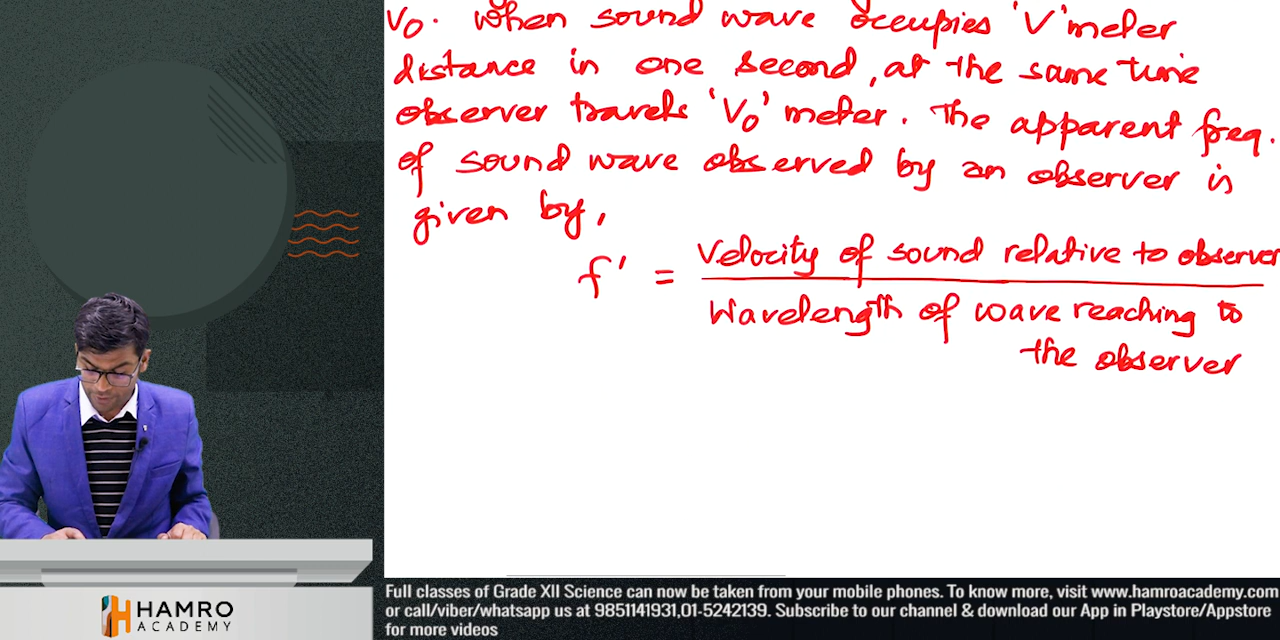 Vo. When sound wave occupies 'V' meter
distance in one second, at the same time
observer travels 'Vo' meter. The apparent freq.
of sound wave observed by an observer is
given by,
f' = Velocity of sound relative to observer
Wavelength of wave reaching to
the observer
HAMRO
ACADEMY
Full classes of Grade XII Science can now be taken from your mobile phones. To know more, visit www.hamroacademy.com
or call/viber/whatsapp us at 9851141931,01-5242139. Subscribe to our channel & download our App in Playstore/Appstore
for more videos